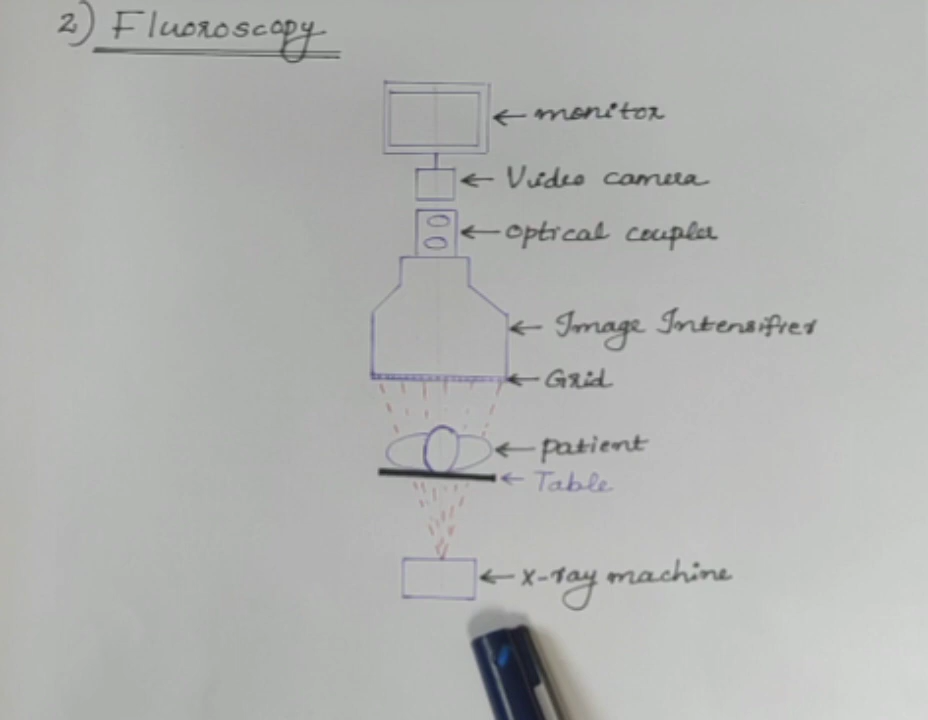 2) Fluoroscopy
← monitor
← Video camera
← optical coupler
← Image Intensifier
← Grid
← patient
← Table
← x-ray machine